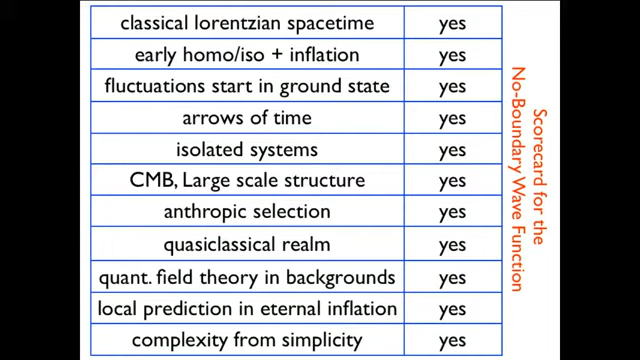 classical lorentzian spacetime yes
early homo/iso + inflation yes
fluctuations start in ground state yes
arrows of time yes
isolated systems yes
CMB, Large scale structure yes
anthropic selection yes
quasiclassical realm yes
quant. field theory in backgrounds yes
local prediction in eternal inflation yes
complexity from simplicity yes
Scorecard for the
No-Boundary Wave Function